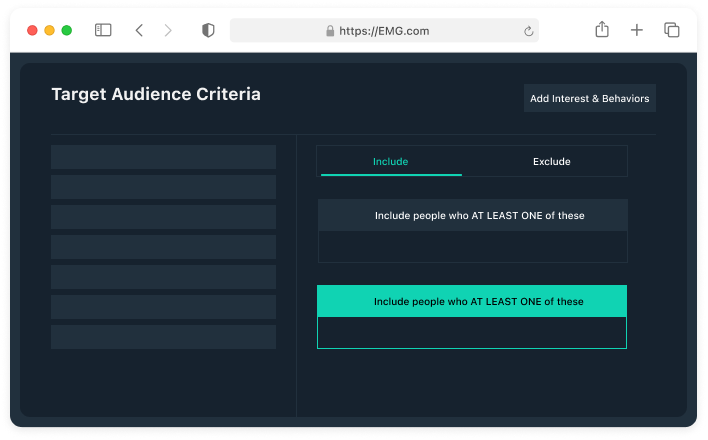 https://EMG.com
Target Audience Criteria
Add Interest & Behaviors
Include
Exclude
Include people who AT LEAST ONE of these
Include people who AT LEAST ONE of these